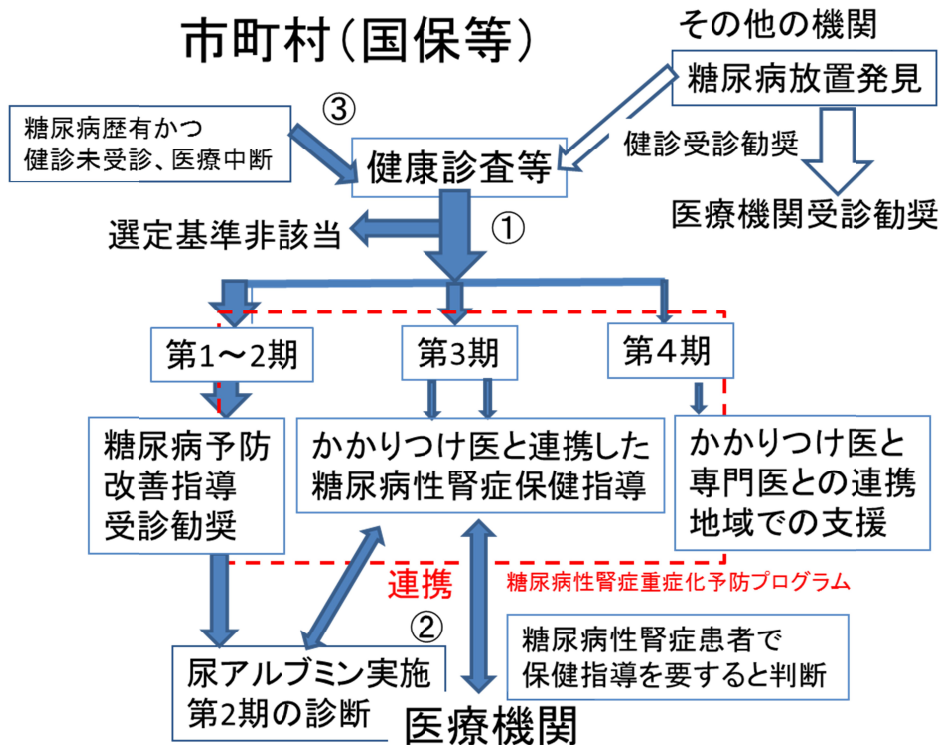 市町村(国保等)
その他の機関
糖尿病放置発見
③
糖尿病歴有かつ
健診未受診、医療中断
健康診査等
健診受診勧奨
医療機関受診勧奨
選定基準非該当
①
第1～2期
第3期
第4期
糖尿病予防
改善指導
受診勧奨
かかりつけ医と連携した
糖尿病性腎症保健指導
かかりつけ医と
専門医との連携
地域での支援
連携
糖尿病性腎症重症化予防プログラム
②
尿アルブミン実施
第2期の診断
糖尿病性腎症患者で
保健指導を要すると判断
医療機関